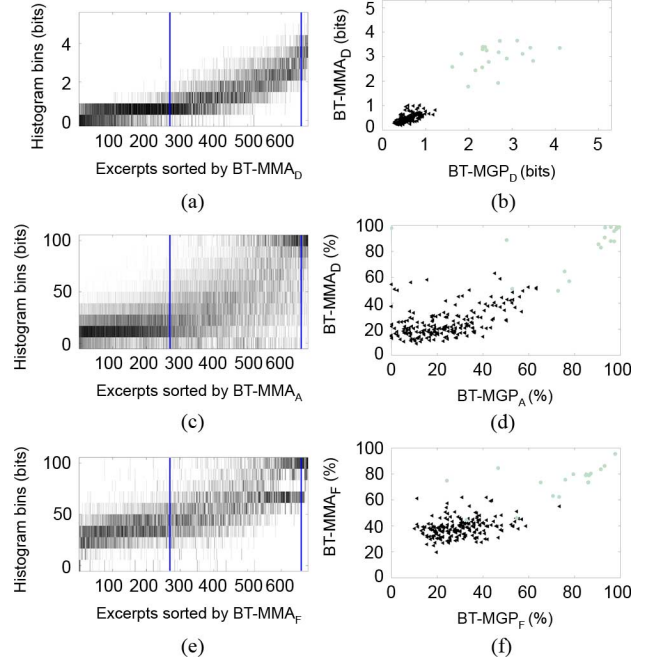 Histogram bins (bits)
4
2
0
100 200 300 400 500 600
Excerpts sorted by BT-MMA_D
(a)
BT-MMA_D (bits)
5
4
3
2
1
0
0 1 2 3 4 5
BT-MGP_D (bits)
(b)
Histogram bins (bits)
100
50
0
100 200 300 400 500 600
Excerpts sorted by BT-MMA_A
(c)
BT-MMA_D (%)
100
80
60
40
20
0
0 20 40 60 80 100
BT-MGP_A (%)
(d)
Histogram bins (bits)
100
50
0
100 200 300 400 500 600
Excerpts sorted by BT-MMA_F
(e)
BT-MMA_F (%)
100
80
60
40
20
0
0 20 40 60 80 100
BT-MGP_F (%)
(f)